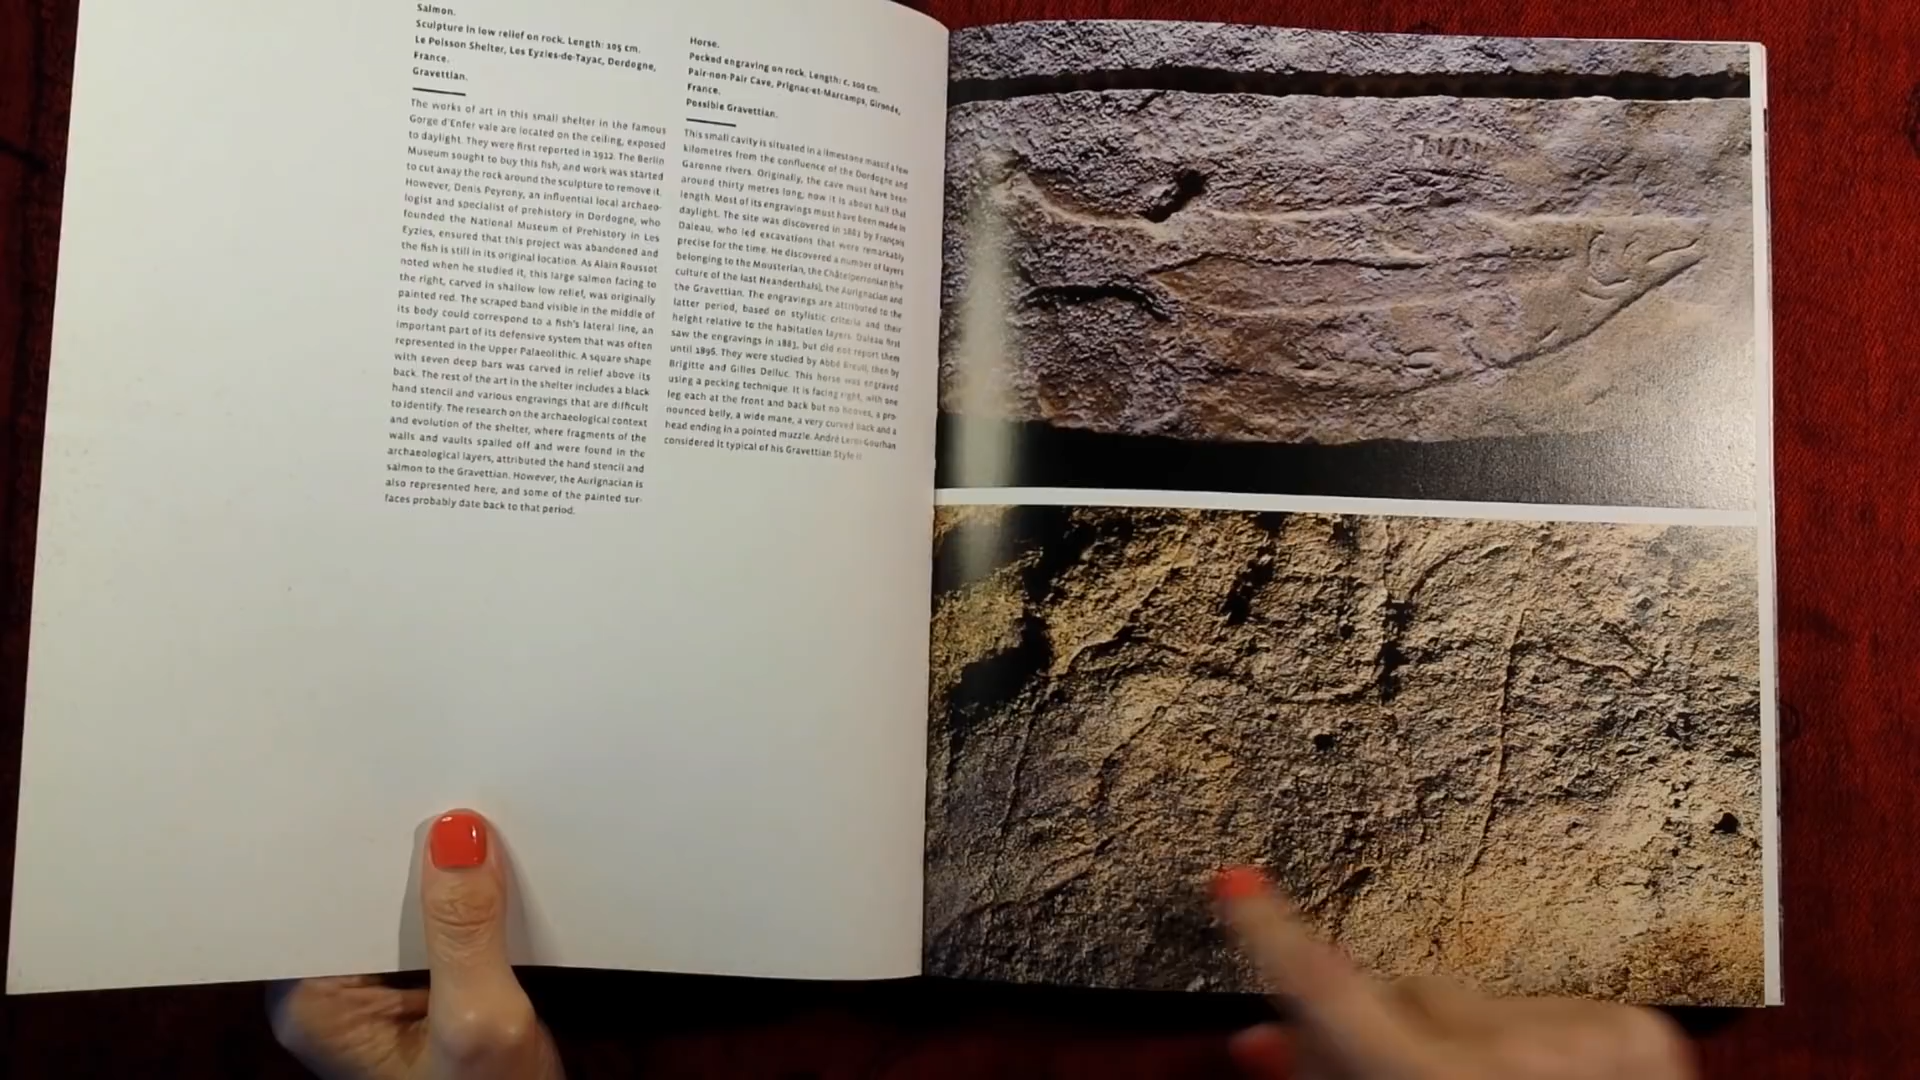 Salmon.
Sculpture in low relief on rock. Length: 105 cm.
Le Poisson Shelter, Les Eyzies-de-Tayac, Dordogne,
France.
Gravettian.
The works of art in this small shelter in the famous
Gorge d'Enfer vale are located on the ceiling, exposed
to daylight. They were first reported in 1912. The Berlin
Museum sought to buy this fish, and work was started
to cut away the rock around the sculpture to remove it.
However, Denis Peyrony, an influential local archaeo-
logist and specialist of prehistory in Dordogne, who
founded the National Museum of Prehistory in Les
Eyzies, ensured that this project was abandoned and
the fish is still in its original location. As Alain Roussot
noted when he studied it, this large salmon facing to
the right, carved in shallow low relief, was originally
painted red. The scraped band visible in the middle of
its body could correspond to a fish's lateral line, an
important part of its defensive system that was often
represented in the Upper Palaeolithic. A square shape
with seven deep bars was carved in relief above its
back. The rest of the art in the shelter includes a black
hand stencil and various engravings that are difficult
to identify. The research on the archaeological context
and evolution of the shelter, where fragments of the
walls and vaults spalled off and were found in the
archaeological layers, attributed the hand stencil and
salmon to the Gravettian. However, the Aurignacian is
also represented here, and some of the painted sur-
faces probably date back to that period.
Horse.
Pecked engraving on rock. Length: c. 100 cm.
Pair-non-Pair Cave, Prignac-et-Marcamps, Gironde,
France.
Possible Gravettian.
This small cavity is situated in a limestone massif a few
kilometres from the confluence of the Dordogne and
Garonne rivers. Originally, the cave must have been
around thirty metres long, now it is about half that
length. Most of its engravings must have been made in
daylight. The site was discovered in 1881 by François
Daleau, who led excavations that were remarkably
precise for the time. He discovered a number of layers
belonging to the Mousterian, the Châtelperronian (the
culture of the last Neanderthals), the Aurignacian and
the Gravettian. The engravings are attributed to the
latter period, based on stylistic criteria and their
height relative to the habitation layers. Daleau first
saw the engravings in 1883, but did not report them
until 1896. They were studied by Abbé Breuil, then by
Brigitte and Gilles Delluc. This horse was engraved
using a pecking technique. It is facing right, with one
leg each at the front and back but no hooves, a pro-
nounced belly, a wide mane, a very curved back and a
head ending in a pointed muzzle. André Leroi-Gourhan
considered it typical of his Gravettian Style